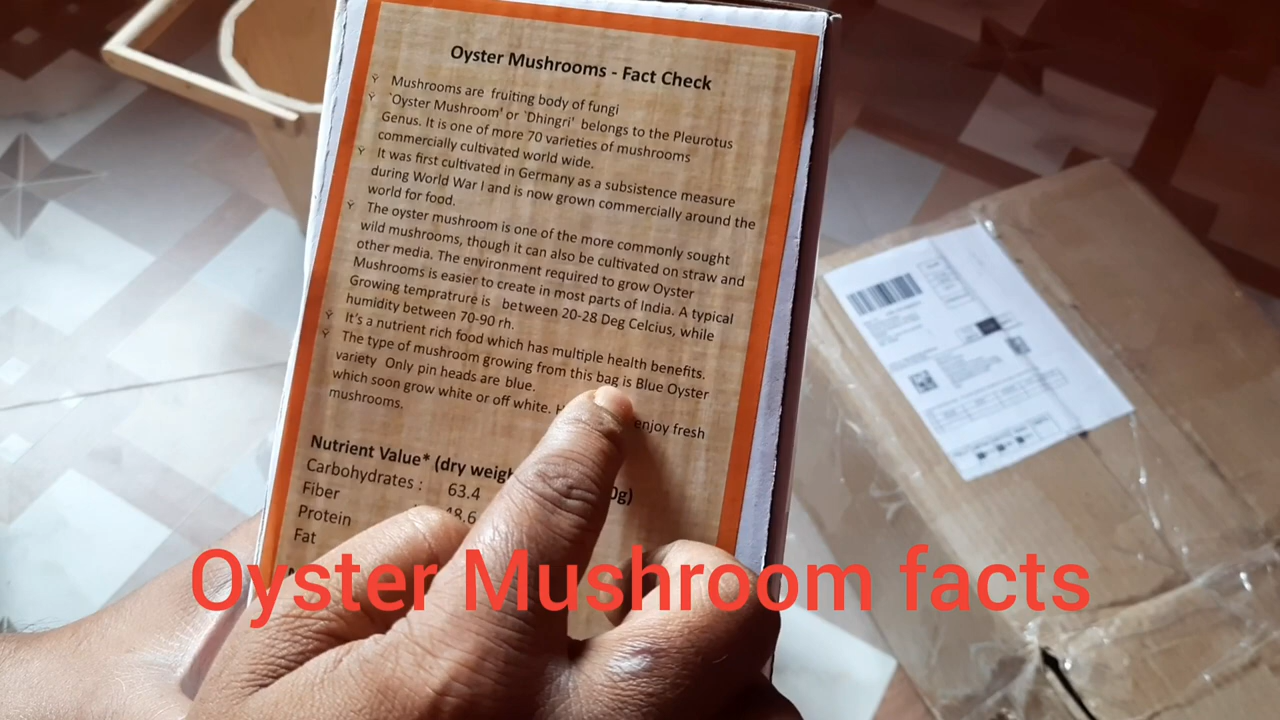 Oyster Mushrooms - Fact Check
Mushrooms are fruiting body of fungi
`Oyster Mushroom' or `Dhingri' belongs to the Pleurotus
Genus. It is one of more 70 varieties of mushrooms
commercially cultivated world wide.
It was first cultivated in Germany as a subsistence measure
during World War I and is now grown commercially around the
world for food.
The oyster mushroom is one of the more commonly sought
wild mushrooms, though it can also be cultivated on straw and
other media. The environment required to grow Oyster
Mushrooms is easier to create in most parts of India. A typical
Growing temprature is between 20-28 Deg Celcius, while
humidity between 70-90 rh.
It's a nutrient rich food which has multiple health benefits.
The type of mushroom growing from this bag is Blue Oyster
variety Only pin heads are blue.
which soon grow white or off white. enjoy fresh
mushrooms.
Nutrient Value* (dry weigh 0g)
Carbohydrates : 63.4
Fiber 48.6
Protein
Fat
Oyster Mushroom facts